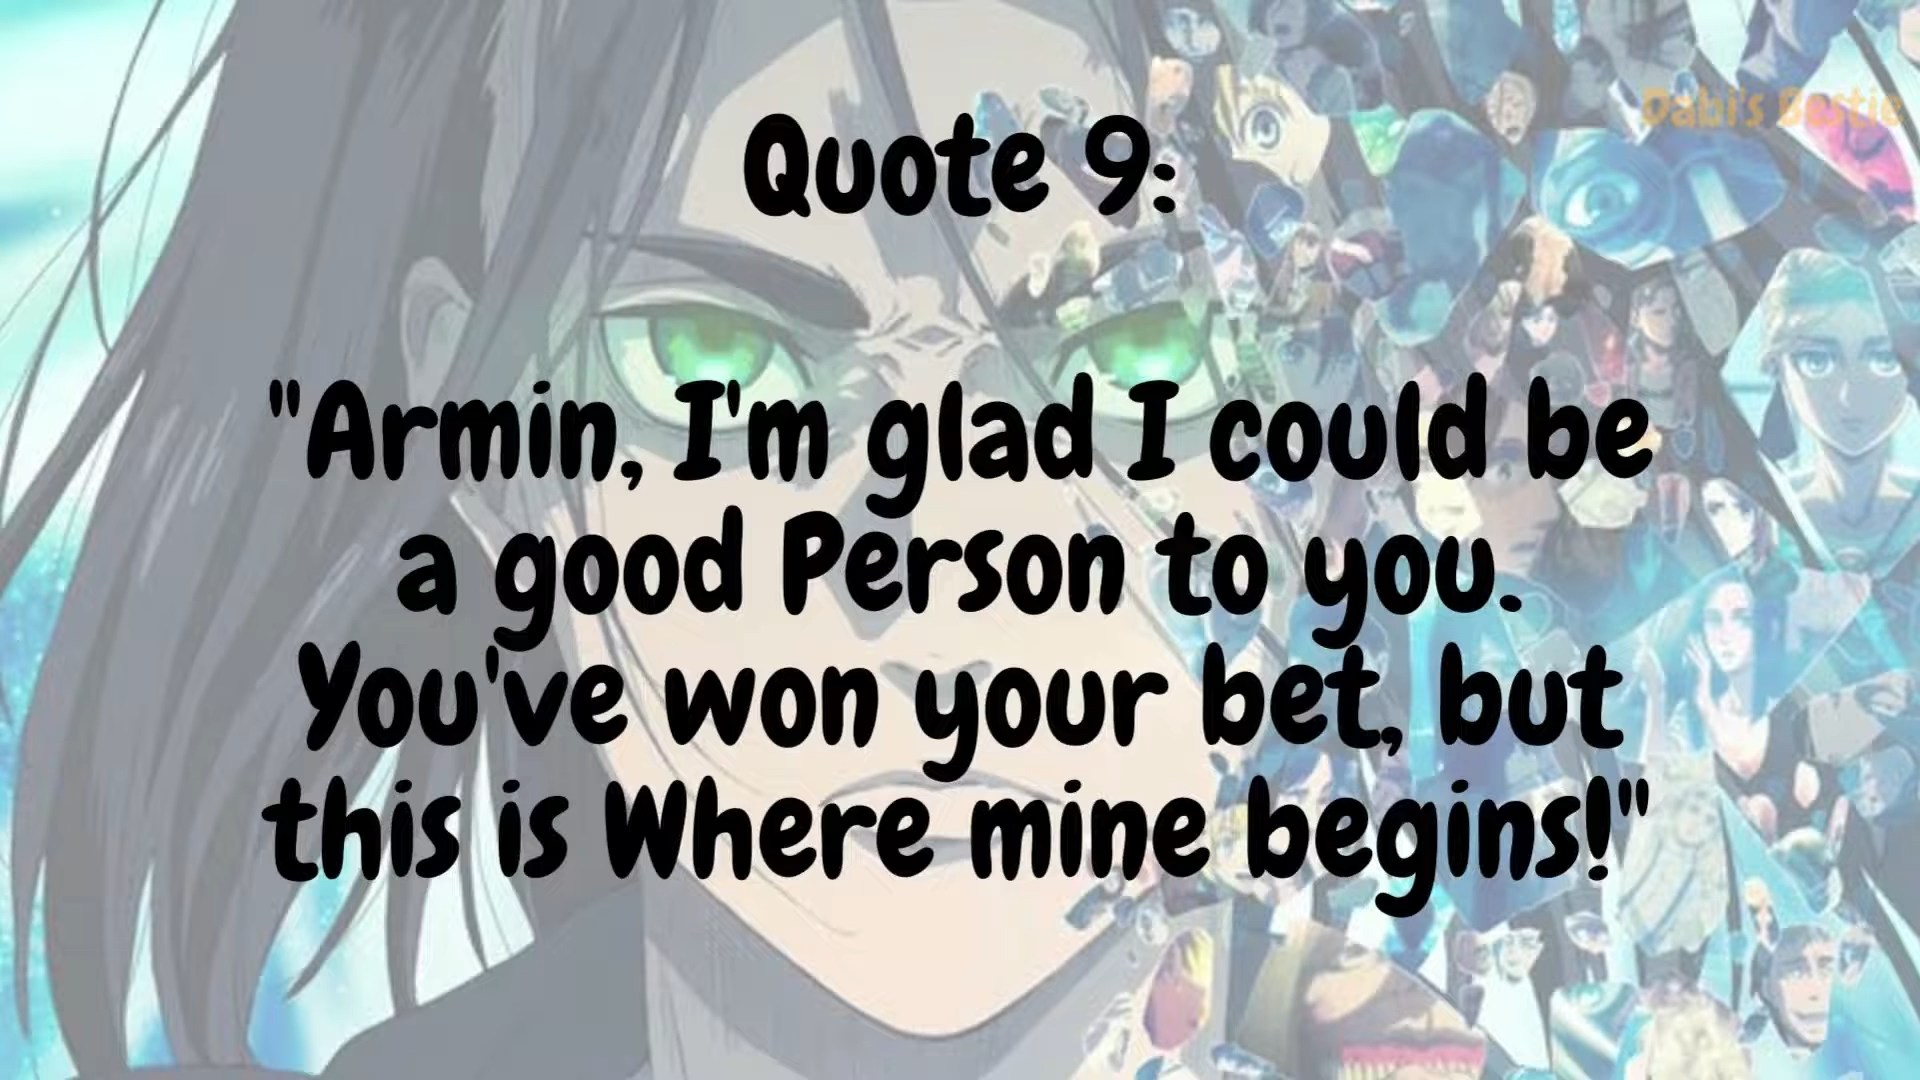 Dabi's Bestie
Quote 9:
"Armin, I'm glad I could be
a good Person to you.
You've won your bet, but
this is Where mine begins!"